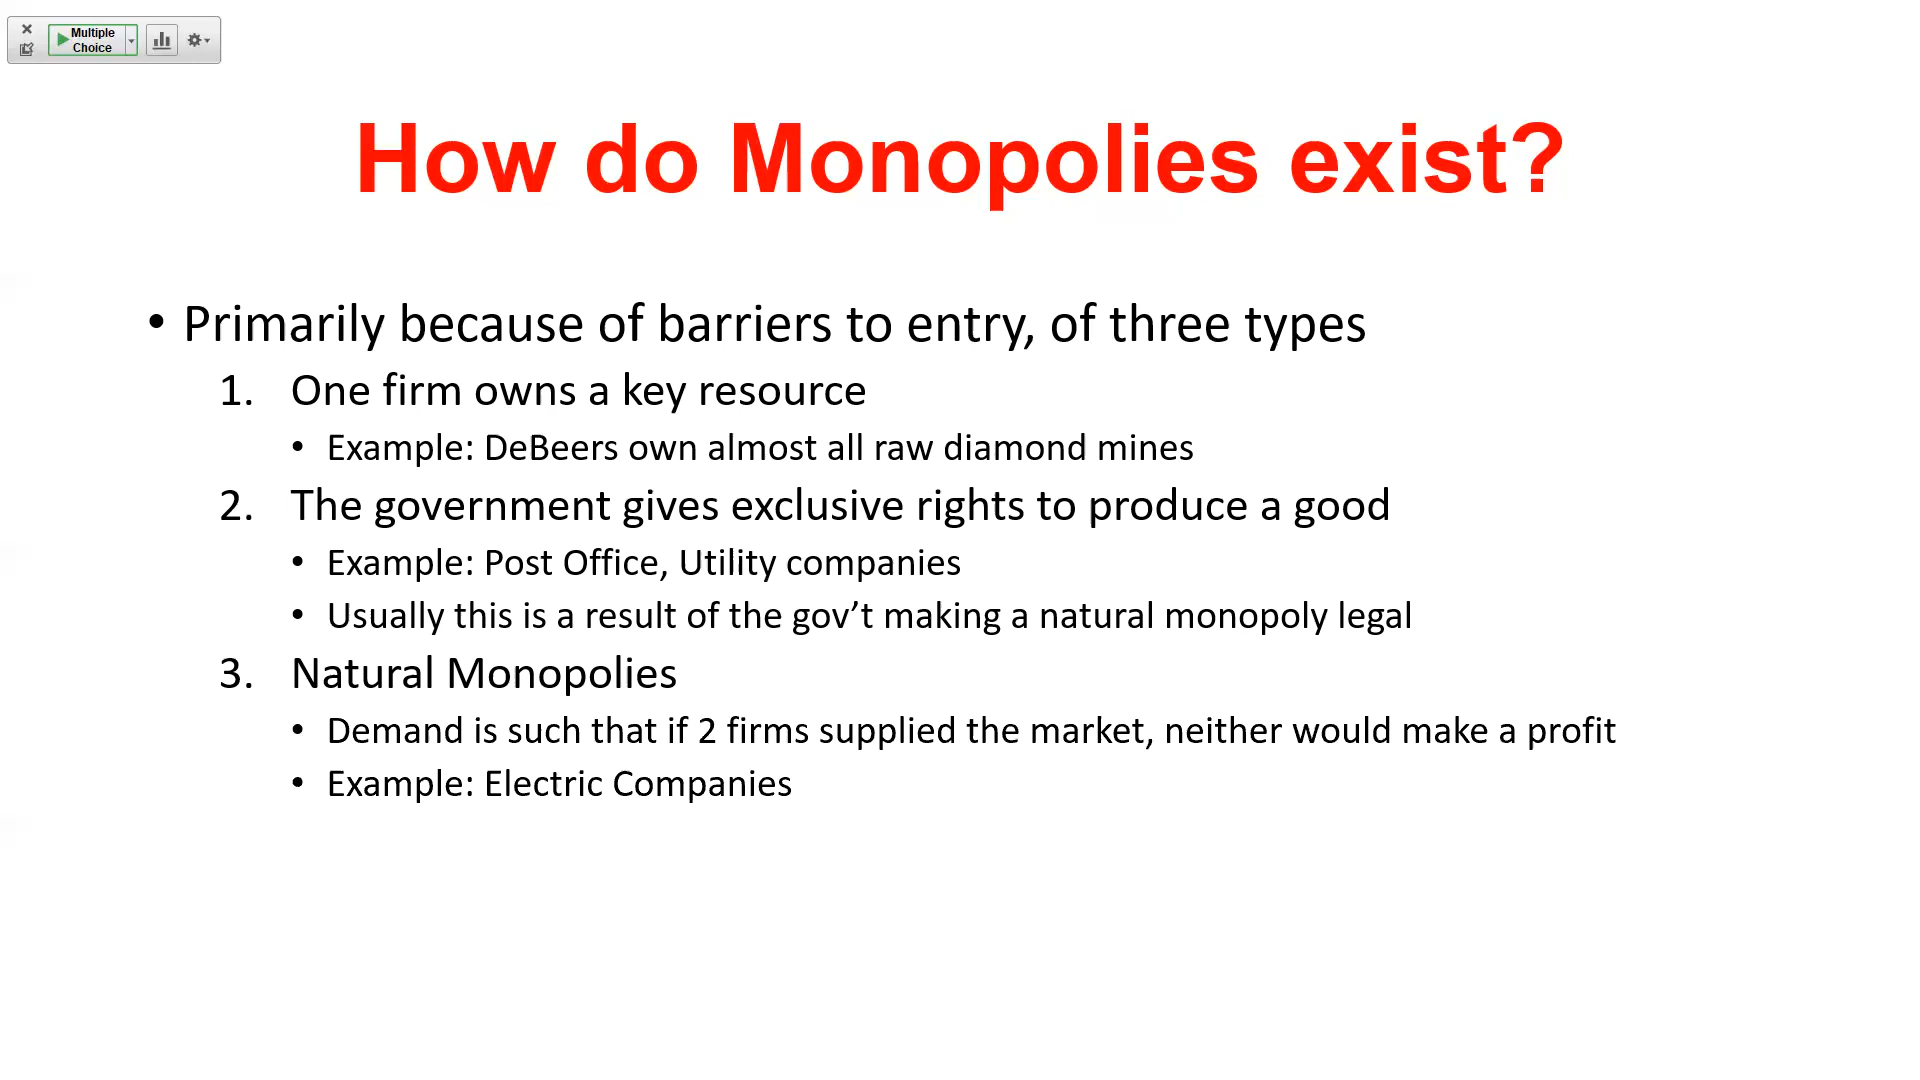 Multiple
Choice
How do Monopolies exist?
• Primarily because of barriers to entry, of three types
1. One firm owns a key resource
• Example: DeBeers own almost all raw diamond mines
2. The government gives exclusive rights to produce a good
• Example: Post Office, Utility companies
• Usually this is a result of the gov’t making a natural monopoly legal
3. Natural Monopolies
• Demand is such that if 2 firms supplied the market, neither would make a profit
• Example: Electric Companies